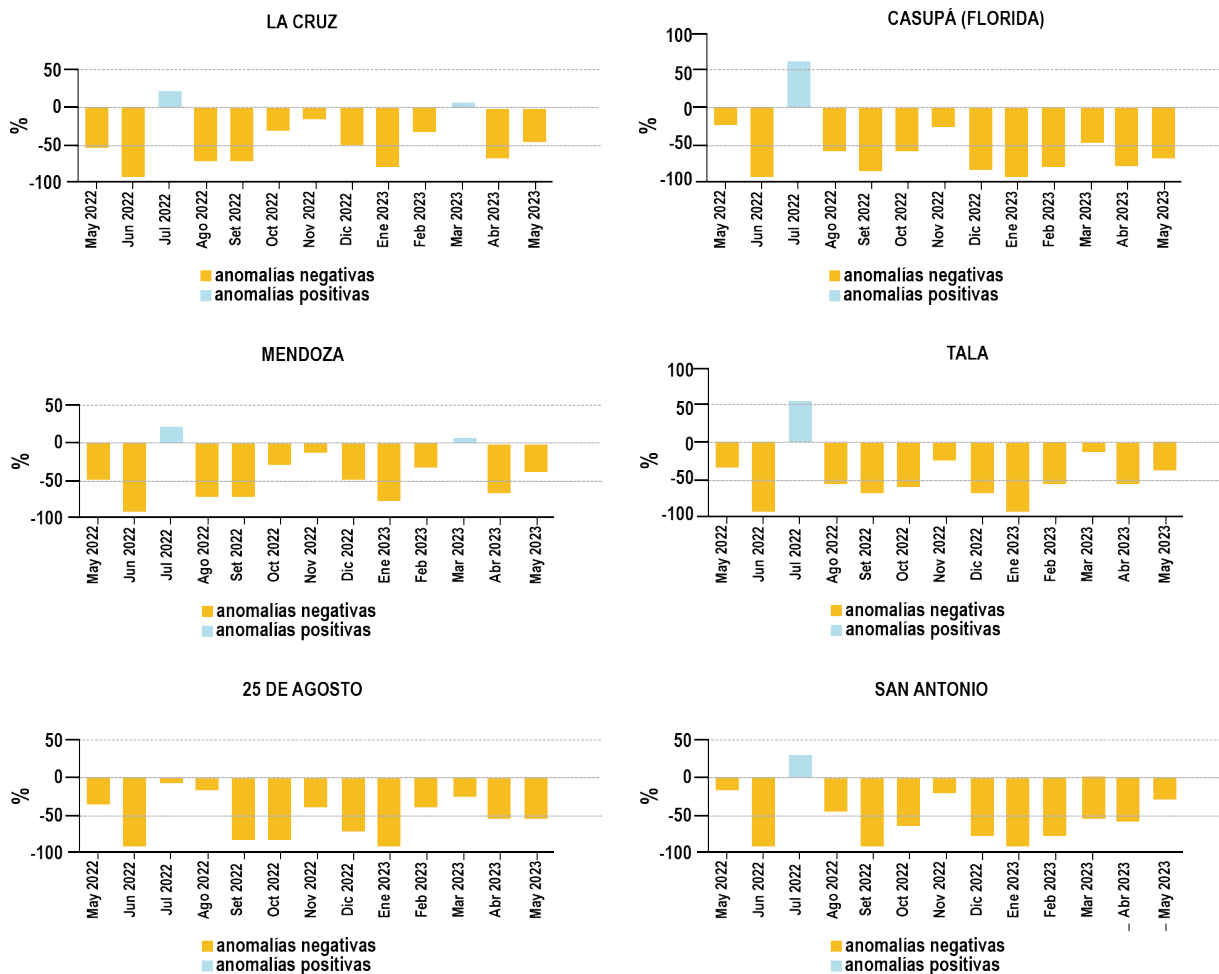 LA CRUZ
50
0
-50
-100
%
May 2022
Jun 2022
Jul 2022
Ago 2022
Set 2022
Oct 2022
Nov 2022
Dic 2022
Ene 2023
Feb 2023
Mar 2023
Abr 2023
May 2023
anomalías negativas
anomalías positivas
CASUPÁ (FLORIDA)
100
50
0
-50
-100
%
May 2022
Jun 2022
Jul 2022
Ago 2022
Set 2022
Oct 2022
Nov 2022
Dic 2022
Ene 2023
Feb 2023
Mar 2023
Abr 2023
May 2023
anomalías negativas
anomalías positivas
MENDOZA
50
0
-50
-100
%
May 2022
Jun 2022
Jul 2022
Ago 2022
Set 2022
Oct 2022
Nov 2022
Dic 2022
Ene 2023
Feb 2023
Mar 2023
Abr 2023
May 2023
anomalías negativas
anomalías positivas
TALA
100
50
0
-50
-100
%
May 2022
Jun 2022
Jul 2022
Ago 2022
Set 2022
Oct 2022
Nov 2022
Dic 2022
Ene 2023
Feb 2023
Mar 2023
Abr 2023
May 2023
anomalías negativas
anomalías positivas
25 DE AGOSTO
50
0
-50
-100
%
May 2022
Jun 2022
Jul 2022
Ago 2022
Set 2022
Oct 2022
Nov 2022
Dic 2022
Ene 2023
Feb 2023
Mar 2023
Abr 2023
May 2023
anomalías negativas
anomalías positivas
SAN ANTONIO
50
0
-50
-100
%
May 2022
Jun 2022
Jul 2022
Ago 2022
Set 2022
Oct 2022
Nov 2022
Dic 2022
Ene 2023
Feb 2023
Mar 2023
_ Abr 2023
_ May 2023
anomalías negativas
anomalías positivas